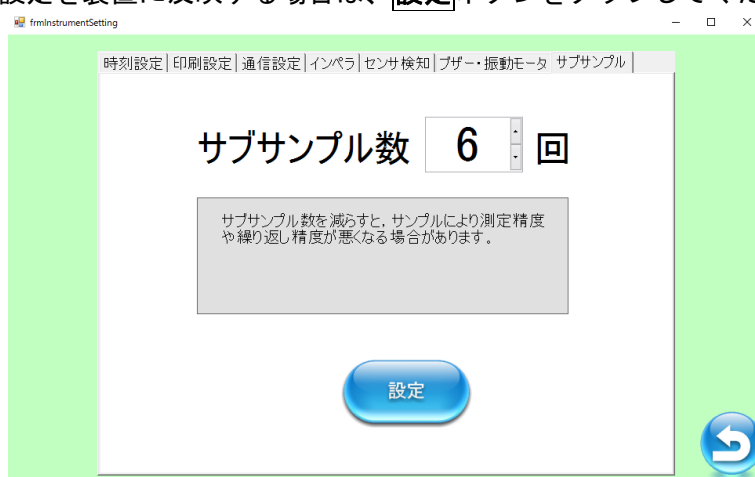 設定を装置に反映する場合は、設定ボタンをクリックしてくだ
frmInstrumentSetting
時刻設定 印刷設定 通信設定 インペラ センサ検知 ブザー・振動モータ サブサンプル
サブサンプル数 6 回
サブサンプル数を減らすと，サンプルにより測定精度
や繰り返し精度が悪くなる場合があります。
設定